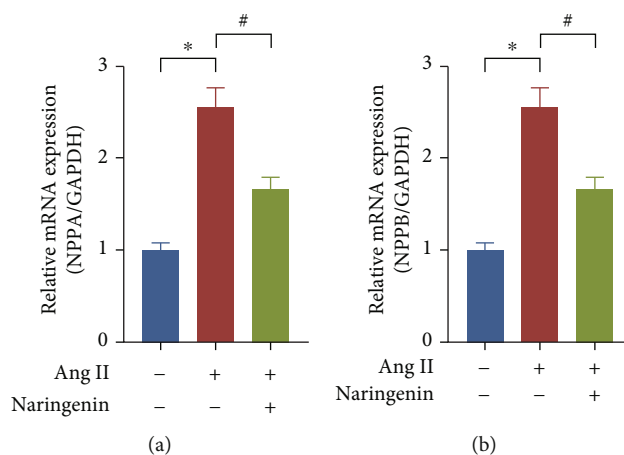 * #
3
2
1
0
Relative mRNA expression
(NPPA/GAPDH)
Ang II − + +
Naringenin − − +
(a)
* #
3
2
1
0
Relative mRNA expression
(NPPB/GAPDH)
Ang II − + +
Naringenin − − +
(b)